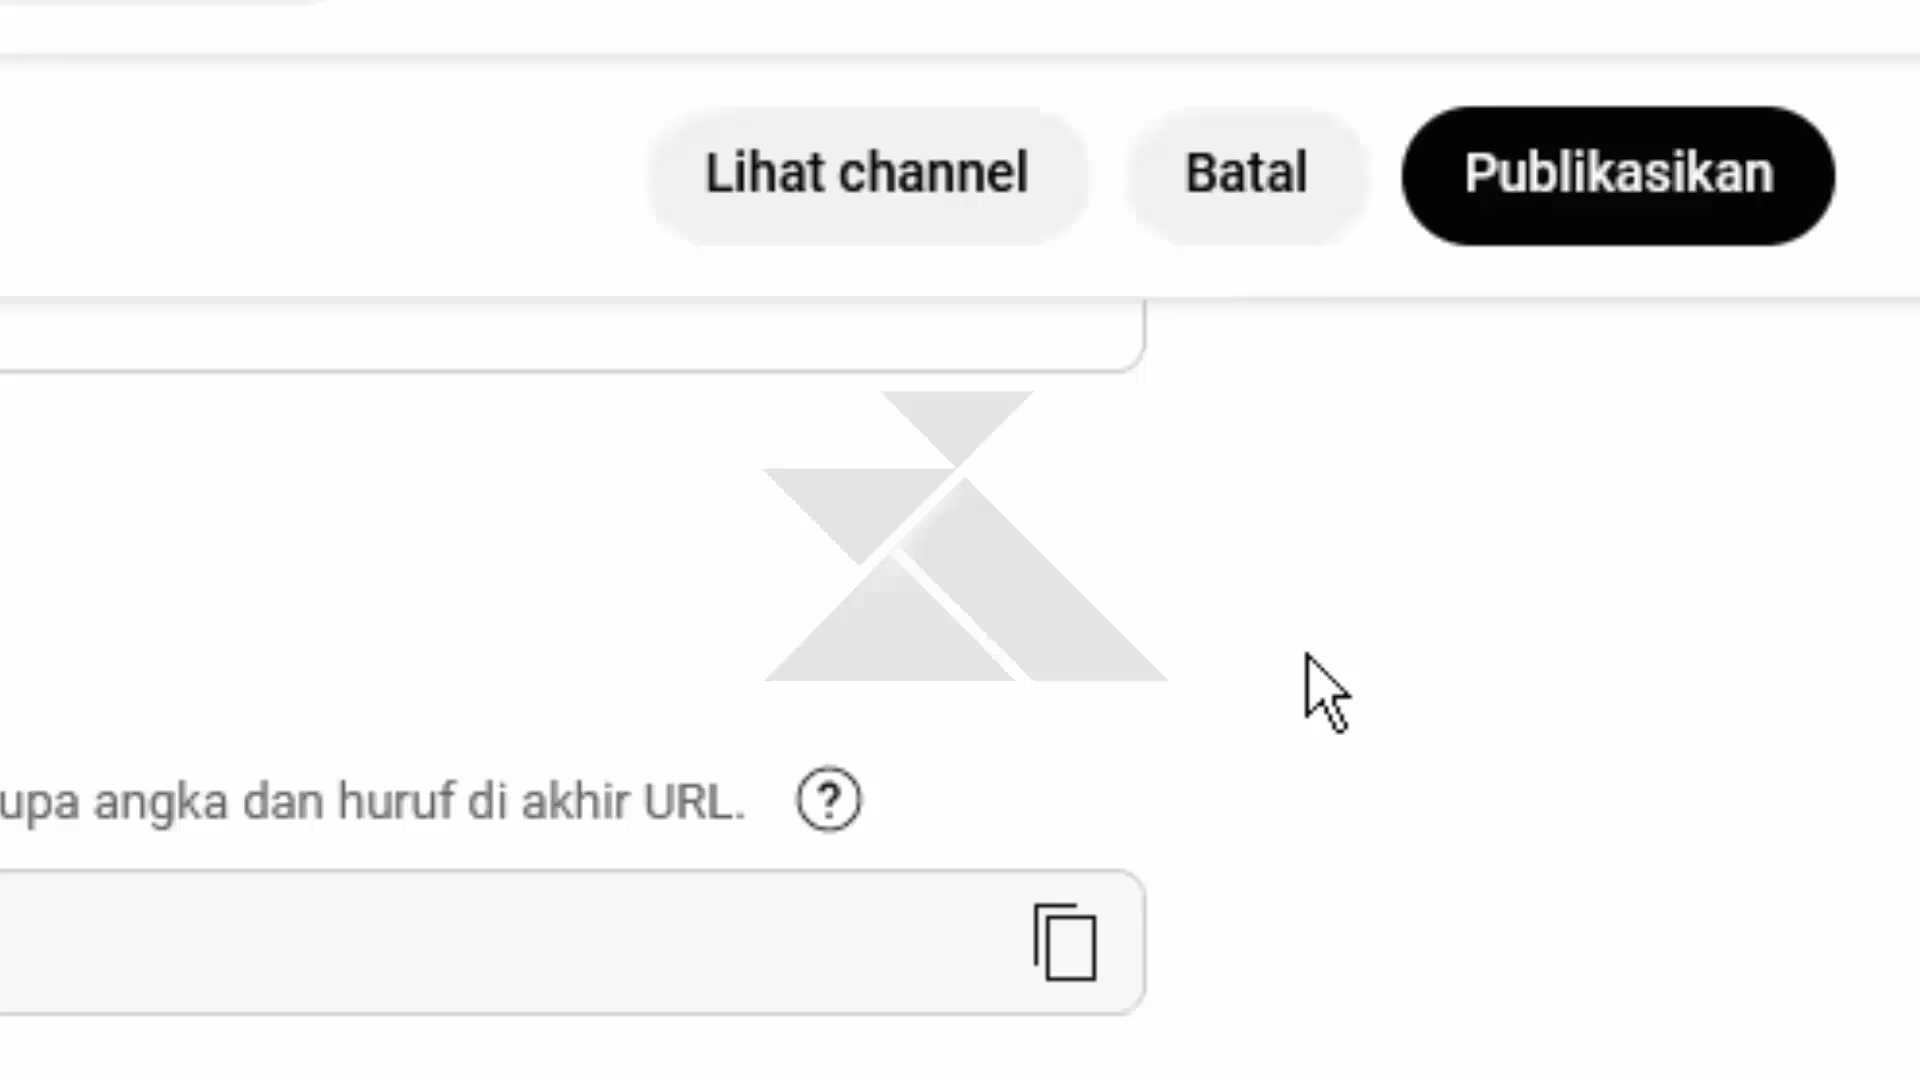 Lihat channel
Batal
Publikasikan
upa angka dan huruf di akhir URL.